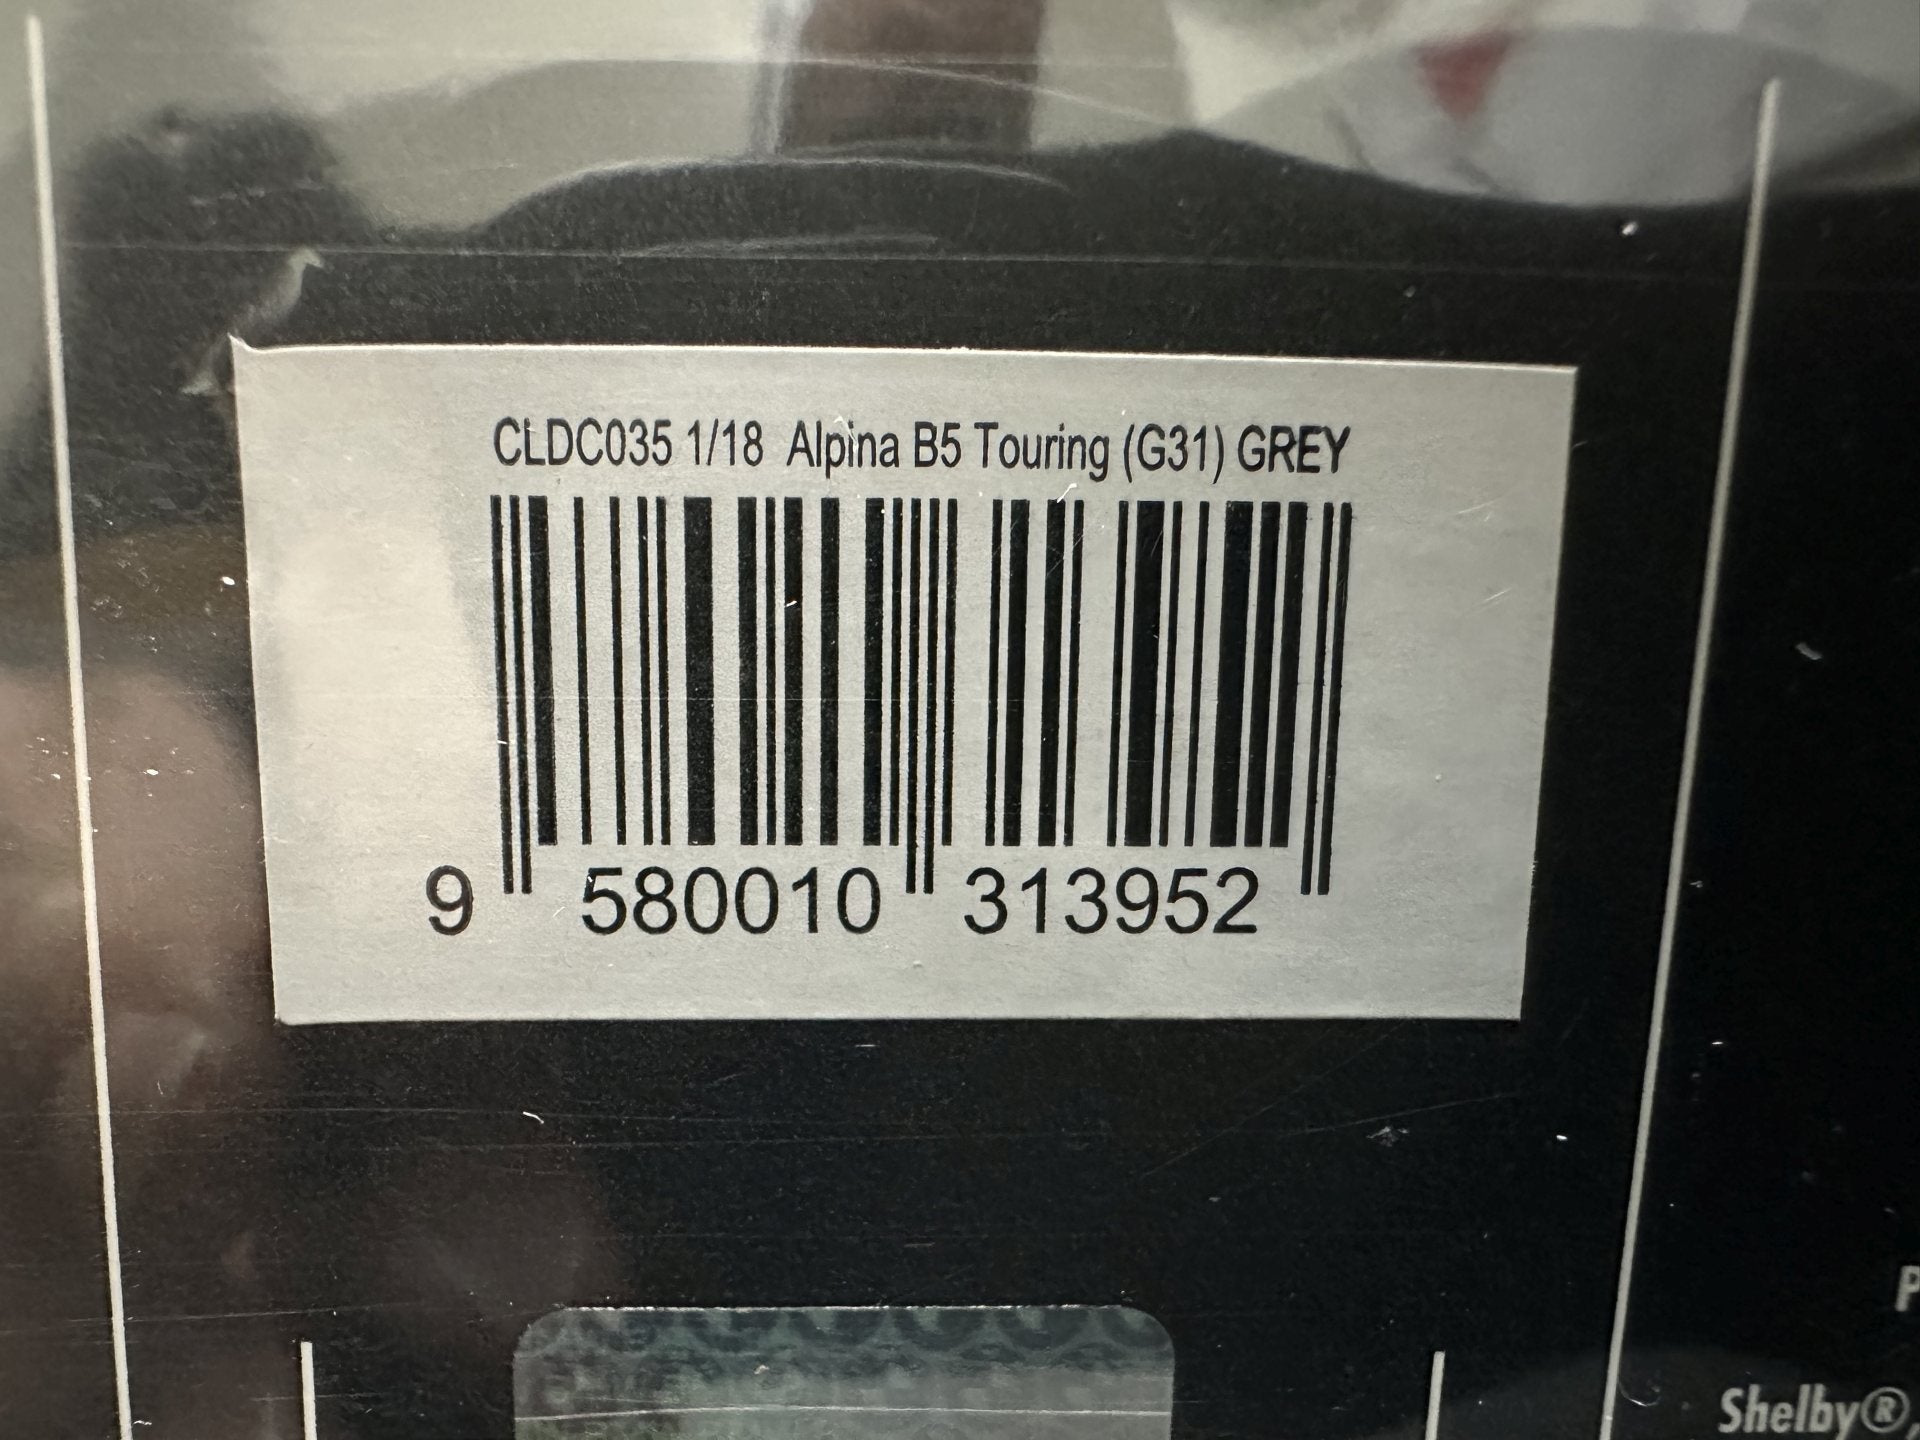 CLDC035 1/18 Alpina B5 Touring (G31) GREY
9 580010 313952
P
Shelby®,